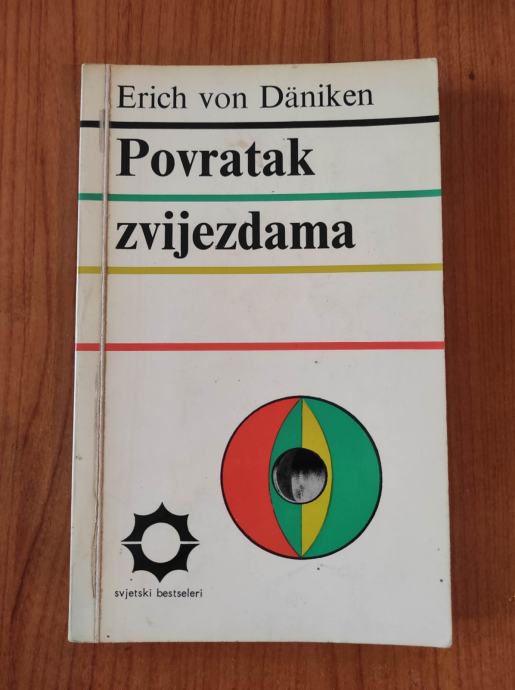 Erich von Däniken
Povratak
zvijezdama
svjetski bestseleri